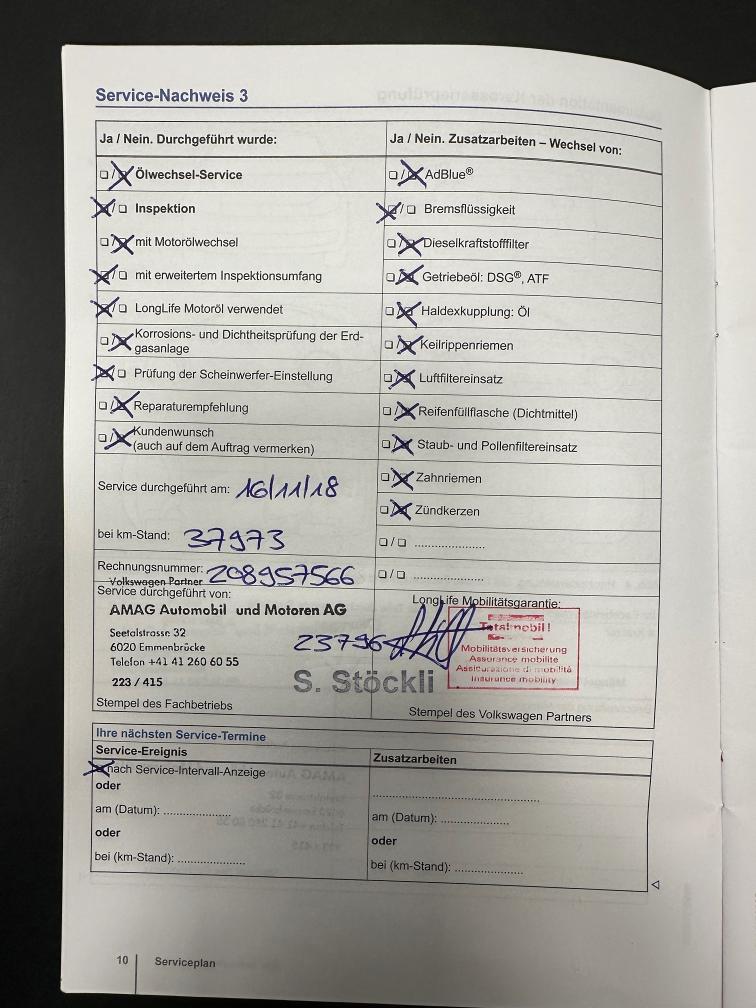 Service-Nachweis 3
Ja / Nein. Durchgeführt wurde:
Ölwechsel-Service
Inspektion
mit Motorölwechsel
mit erweitertem Inspektionsumfang
LongLife Motoröl verwendet
Korrosions- und Dichtheitsprüfung der Erd-
gasanlage
Prüfung der Scheinwerfer-Einstellung
Reparaturempfehlung
Kundenwunsch
(auch auf dem Auftrag vermerken)
Service durchgeführt am: 16/11/18
bei km-Stand: 37973
Rechnungsnummer: 208957566
Volkswagen Partner
Service durchgeführt von:
AMAG Automobil und Motoren AG
Seetalstrasse 32
6020 Emmenbrücke
Telefon +41 41 260 60 55
223 / 415
23796
S. Stöckli
Stempel des Fachbetriebs
Ja / Nein. Zusatzarbeiten – Wechsel von:
AdBlue®
Bremsflüssigkeit
Dieselkraftstofffilter
Getriebeöl: DSG®, ATF
Haldexkupplung: Öl
Keilrippenriemen
Luftfiltereinsatz
Reifenfüllflasche (Dichtmittel)
Staub- und Pollenfiltereinsatz
Zahnriemen
Zündkerzen
LongLife Mobilitätsgarantie:
Totalmobil!
Mobilitätsversicherung
Assurance mobilité
Assicurazione di mobilità
Insurance mobility
Stempel des Volkswagen Partners
Ihre nächsten Service-Termine
Service-Ereignis
nach Service-Intervall-Anzeige
oder
am (Datum): ....................
oder
bei (km-Stand): ....................
Zusatzarbeiten
am (Datum): ....................
oder
bei (km-Stand): ....................
10 Serviceplan